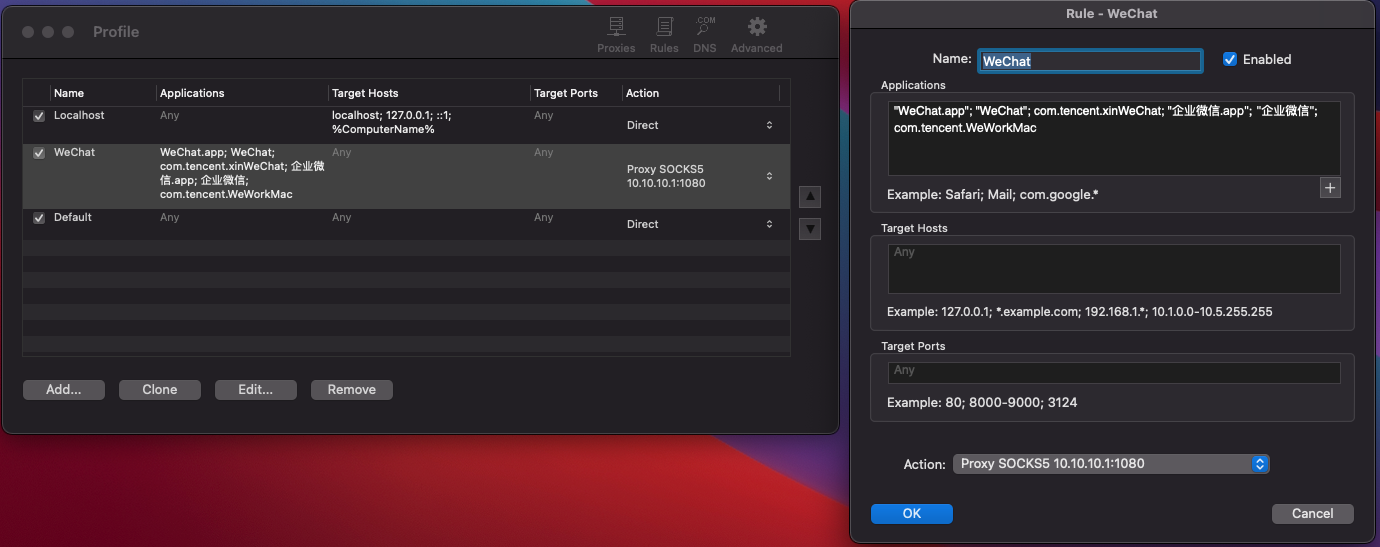 Profile
.COM
Proxies Rules DNS Advanced
Name Applications Target Hosts Target Ports Action
Localhost Any localhost; 127.0.0.1; ::1; Any Direct
%ComputerName%
WeChat WeChat.app; WeChat; Any Any Proxy SOCKS5
com.tencent.xinWeChat; 企业微 10.10.10.1:1080
信.app; 企业微信;
com.tencent.WeWorkMac
Default Any Any Any Direct
Add... Clone Edit... Remove
Rule - WeChat
Name: WeChat Enabled
Applications
"WeChat.app"; "WeChat"; com.tencent.xinWeChat; "企业微信.app"; "企业微信";
com.tencent.WeWorkMac
Example: Safari; Mail; com.google.*
+
Target Hosts
Any
Example: 127.0.0.1; *.example.com; 192.168.1.*; 10.1.0.0-10.5.255.255
Target Ports
Any
Example: 80; 8000-9000; 3124
Action: Proxy SOCKS5 10.10.10.1:1080
OK Cancel